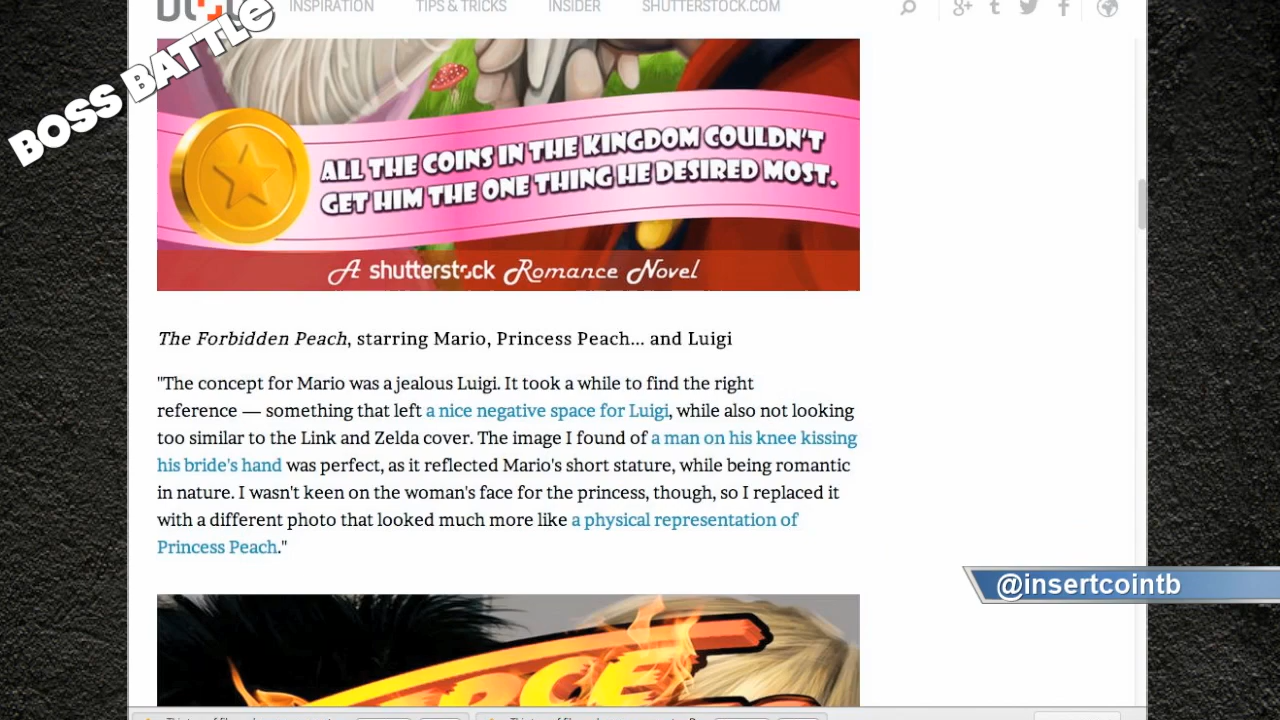 INSPIRATION TIPS & TRICKS INSIDER SHUTTERSTOCK.COM
BOSS BATTLE
ALL THE COINS IN THE KINGDOM COULDN'T
GET HIM THE ONE THING HE DESIRED MOST.
A shutterstock Romance Novel
The Forbidden Peach, starring Mario, Princess Peach... and Luigi
"The concept for Mario was a jealous Luigi. It took a while to find the right
reference — something that left a nice negative space for Luigi, while also not looking
too similar to the Link and Zelda cover. The image I found of a man on his knee kissing
his bride's hand was perfect, as it reflected Mario's short stature, while being romantic
in nature. I wasn't keen on the woman's face for the princess, though, so I replaced it
with a different photo that looked much more like a physical representation of
Princess Peach."
@insertcointb